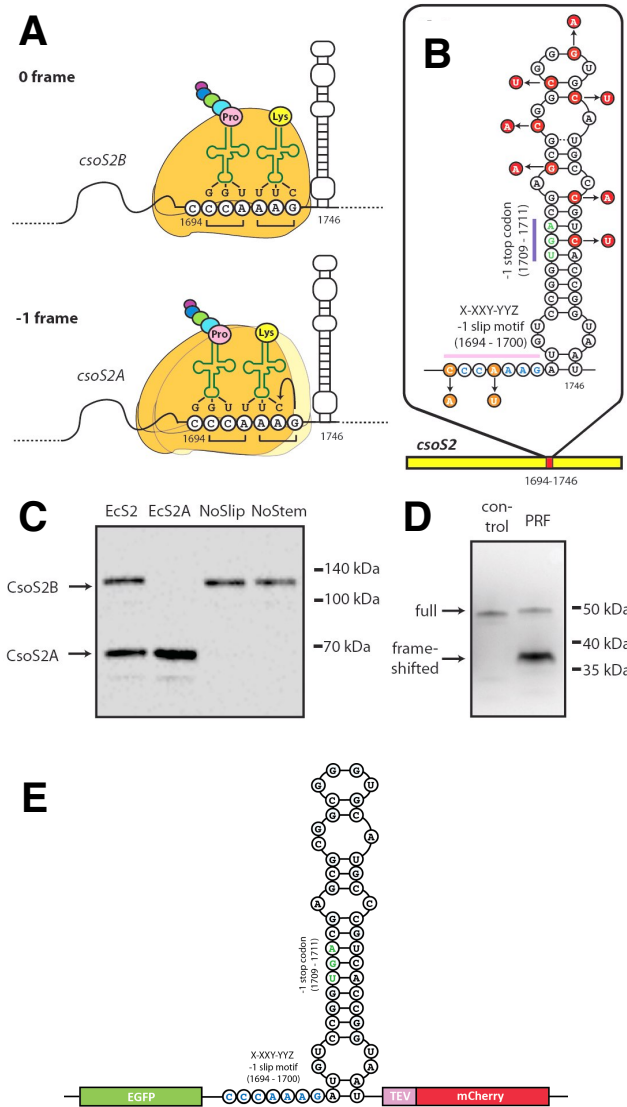 A
0 frame
Pro
Lys
csoS2B
G G U U U C
C C C A A A G
1694
1746
-1 frame
Pro
Lys
csoS2A
G G U U U C
C C C A A A G
1694
1746
B
A
G G
G U
U C G
G C U
G A
A C
G U
C G
A G C
A C
G C A
C G
A U
G C U
U A
G C
G C
C G
C G
U U
G A
C C C A A A G A U A
A U
-1 stop codon
(1709 - 1711)
X-XXY-YYZ
-1 slip motif
(1694 - 1700)
1746
csoS2
1694-1746
C
EcS2 EcS2A NoSlip NoStem
CsoS2B
CsoS2A
140 kDa
100 kDa
70 kDa
D
con-
trol
PRF
full
frame-
shifted
50 kDa
40 kDa
35 kDa
E
G G
G U
C G
G C
C A
G U
C G
G C
A C
G C
C G
A U
G C
U A
G C
G C
C G
C G
U U
G A
U A
-1 stop codon
(1709 - 1711)
X-XXY-YYZ
-1 slip motif
(1694 - 1700)
EGFP
C C C A A A G A U
TEV
mCherry